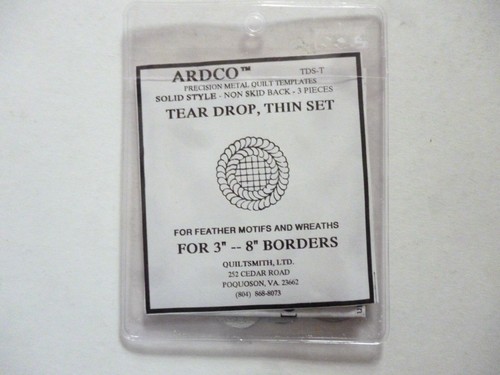 ARDCO™ TDS-T
PRECISION METAL QUILT TEMPLATES
SOLID STYLE - NON SKID BACK - 3 PIECES
TEAR DROP, THIN SET
FOR FEATHER MOTIFS AND WREATHS
FOR 3" -- 8" BORDERS
QUILTSMITH, LTD.
252 CEDAR ROAD
POQUOSON, VA. 23662
(804) 868-8073